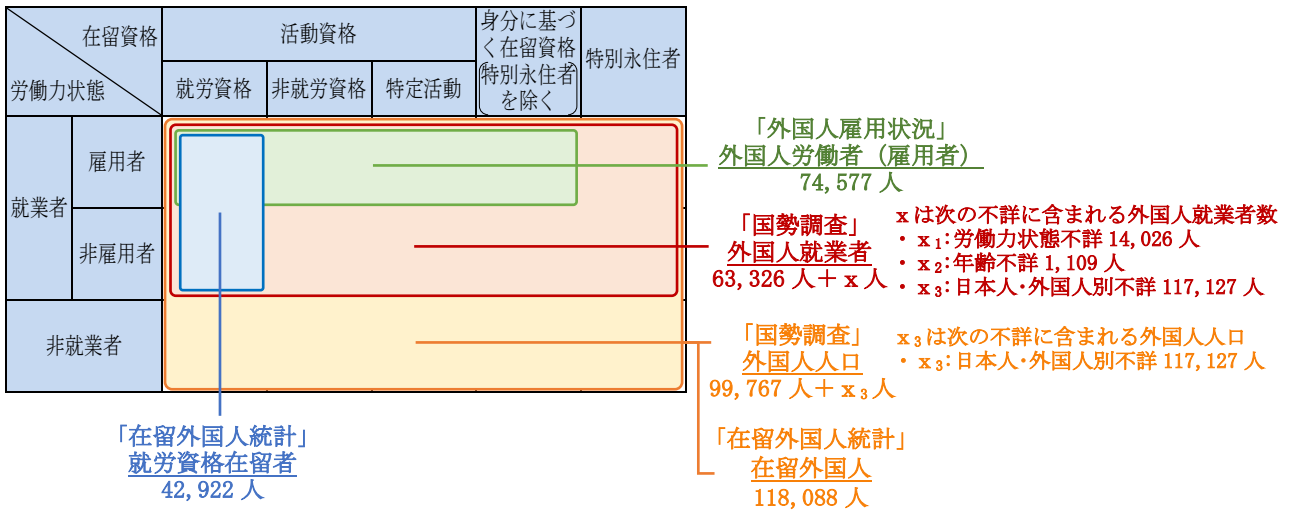 在留資格
労働力状態
活動資格
身分に基づ
く在留資格
特別永住者
を除く
特別永住者
就労資格
非就労資格
特定活動
就業者
雇用者
非雇用者
非就業者
「外国人雇用状況」
外国人労働者（雇用者）
74,577 人
「国勢調査」
外国人就業者
63,326 人＋ｘ人
ｘは次の不詳に含まれる外国人就業者数
・ｘ₁:労働力状態不詳 14,026 人
・ｘ₂:年齢不詳 1,109 人
・ｘ₃:日本人・外国人別不詳 117,127 人
「国勢調査」
外国人人口
99,767 人＋ｘ₃人
ｘ₃は次の不詳に含まれる外国人人口
・ｘ₃:日本人・外国人別不詳 117,127 人
「在留外国人統計」
就労資格在留者
42,922 人
「在留外国人統計」
在留外国人
118,088 人